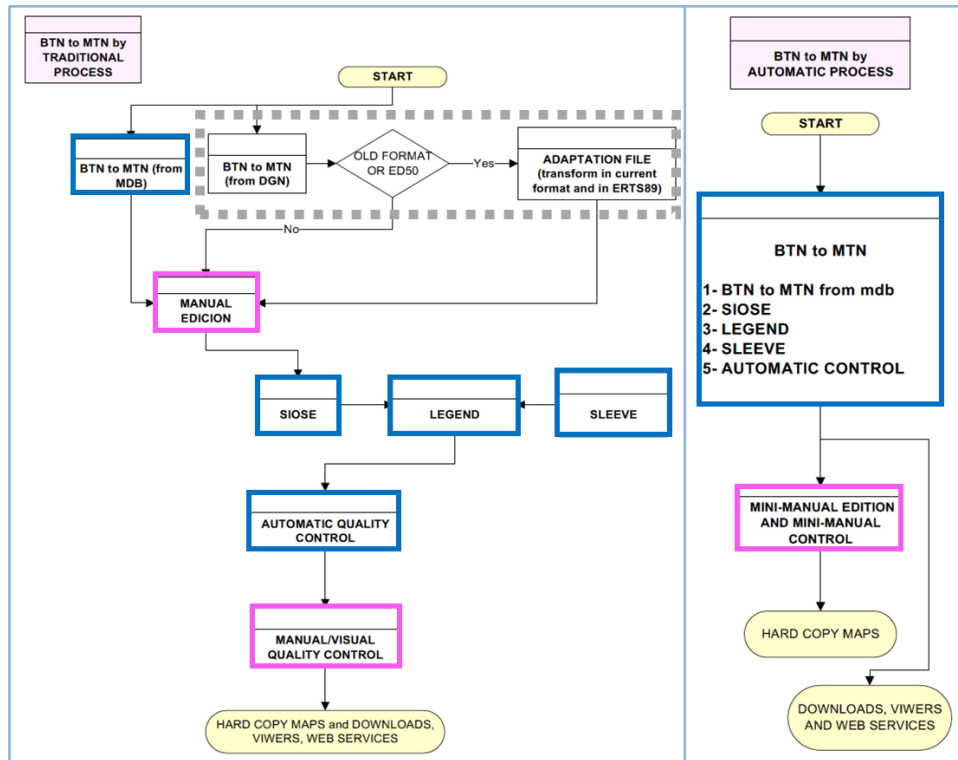 BTN to MTN by
TRADITIONAL
PROCESS
START
BTN to MTN (from
MDB)
BTN to MTN
(from DGN)
OLD FORMAT
OR ED50
Yes
ADAPTATION FILE
(transform in current
format and in ERTS89)
No
MANUAL
EDICION
SIOSE
LEGEND
SLEEVE
AUTOMATIC QUALITY
CONTROL
MANUAL/VISUAL
QUALITY CONTROL
HARD COPY MAPS and DOWNLOADS,
VIWERS, WEB SERVICES
BTN to MTN by
AUTOMATIC PROCESS
START
BTN to MTN
1- BTN to MTN from mdb
2- SIOSE
3- LEGEND
4- SLEEVE
5- AUTOMATIC CONTROL
MINI-MANUAL EDITION
AND MINI-MANUAL
CONTROL
HARD COPY MAPS
DOWNLOADS, VIWERS
AND WEB SERVICES